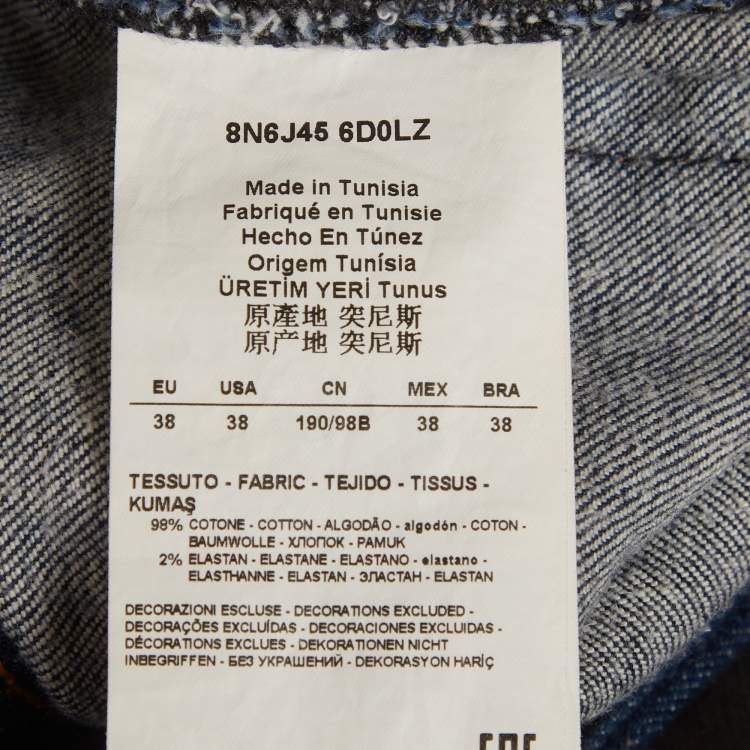 8N6J45 6D0LZ
Made in Tunisia
Fabriqué en Tunisie
Hecho En Túnez
Origem Tunísia
ÜRETİM YERİ Tunus
原產地 突尼斯
原产地 突尼斯
EU USA CN MEX BRA
38 38 190/98B 38 38
TESSUTO - FABRIC - TEJIDO - TISSUS -
KUMAŞ
98% COTONE - COTTON - ALGODÃO - algodón - COTON -
BAUMWOLLE - ХЛОПОК - PAMUK
2% ELASTAN - ELASTANE - ELASTANO - elastano -
ELASTHANNE - ELASTAN - ЭЛАСТАН - ELASTAN
DECORAZIONI ESCLUSE - DECORATIONS EXCLUDED -
DECORAÇÕES EXCLUÍDAS - DECORACIONES EXCLUIDAS -
DÉCORATIONS EXCLUES - DEKORATIONEN NICHT
INBEGRIFFEN - БЕЗ УКРАШЕНИЙ - DEKORASYON HARİÇ